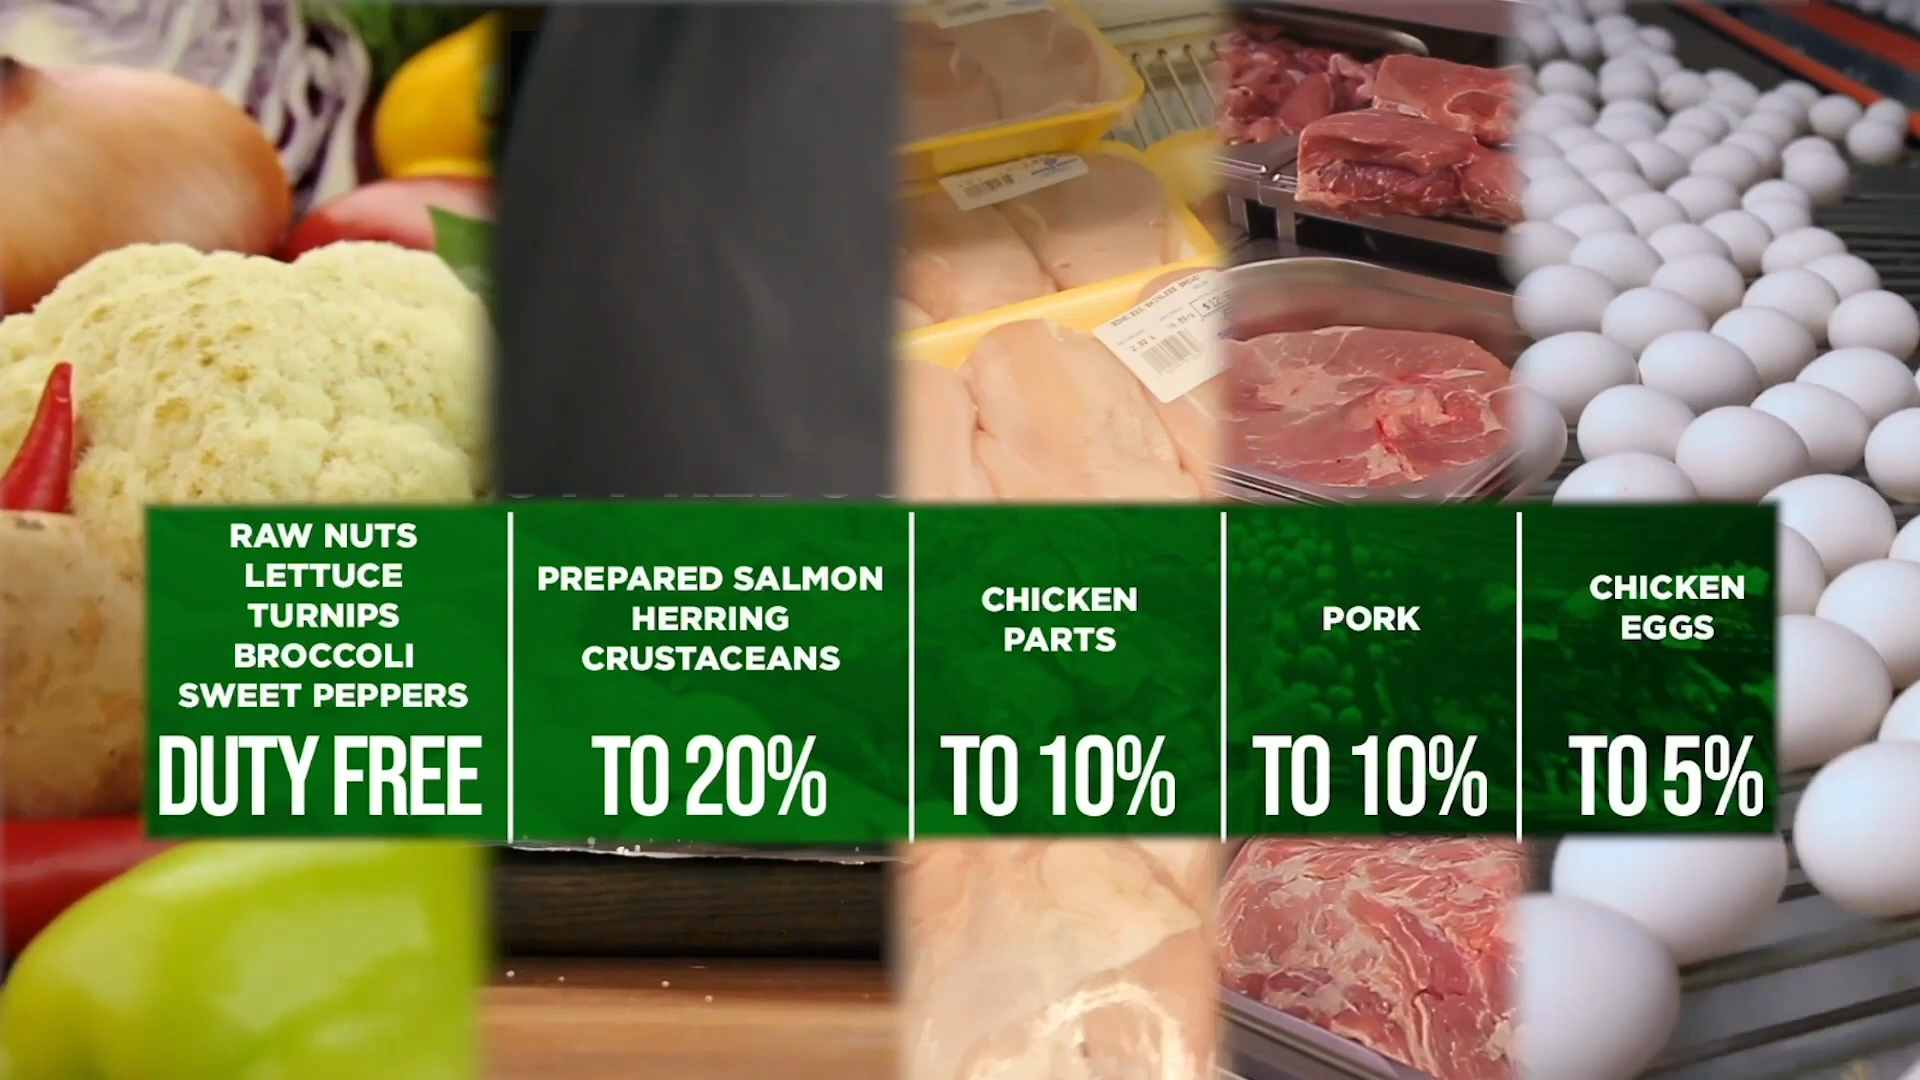 RAW NUTS
LETTUCE
TURNIPS
BROCCOLI
SWEET PEPPERS
DUTY FREE
PREPARED SALMON
HERRING
CRUSTACEANS
TO 20%
CHICKEN
PARTS
TO 10%
PORK
TO 10%
CHICKEN
EGGS
TO 5%